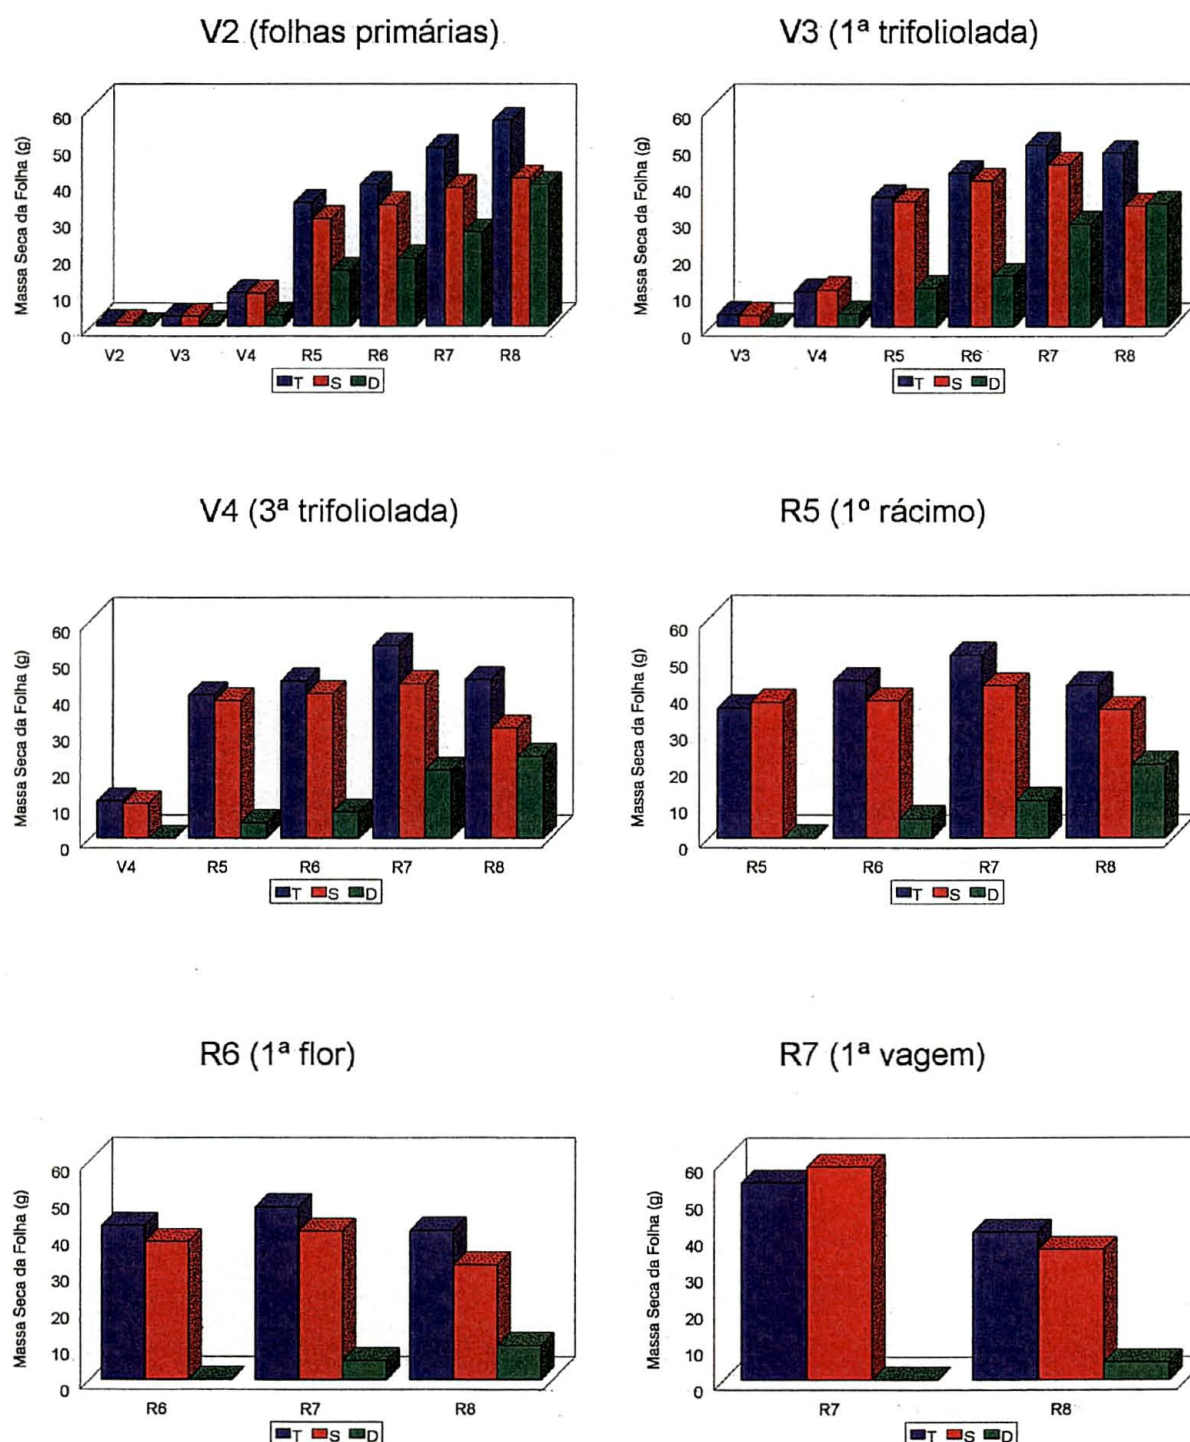 V2 (folhas primárias)
Massa Seca da Folha (g)
60
50
40
30
20
10
0
V2 V3 V4 R5 R6 R7 R8
T S D
V3 (1ª trifoliolada)
Massa Seca da Folha (g)
60
50
40
30
20
10
0
V3 V4 R5 R6 R7 R8
T S D
V4 (3ª trifoliolada)
Massa Seca da Folha (g)
60
50
40
30
20
10
0
V4 R5 R6 R7 R8
T S D
R5 (1º rácimo)
Massa Seca da Folha (g)
60
50
40
30
20
10
0
R5 R6 R7 R8
T S D
R6 (1ª flor)
Massa Seca da Folha (g)
60
50
40
30
20
10
0
R6 R7 R8
T S D
R7 (1ª vagem)
Massa Seca da Folha (g)
60
50
40
30
20
10
0
R7 R8
T S D